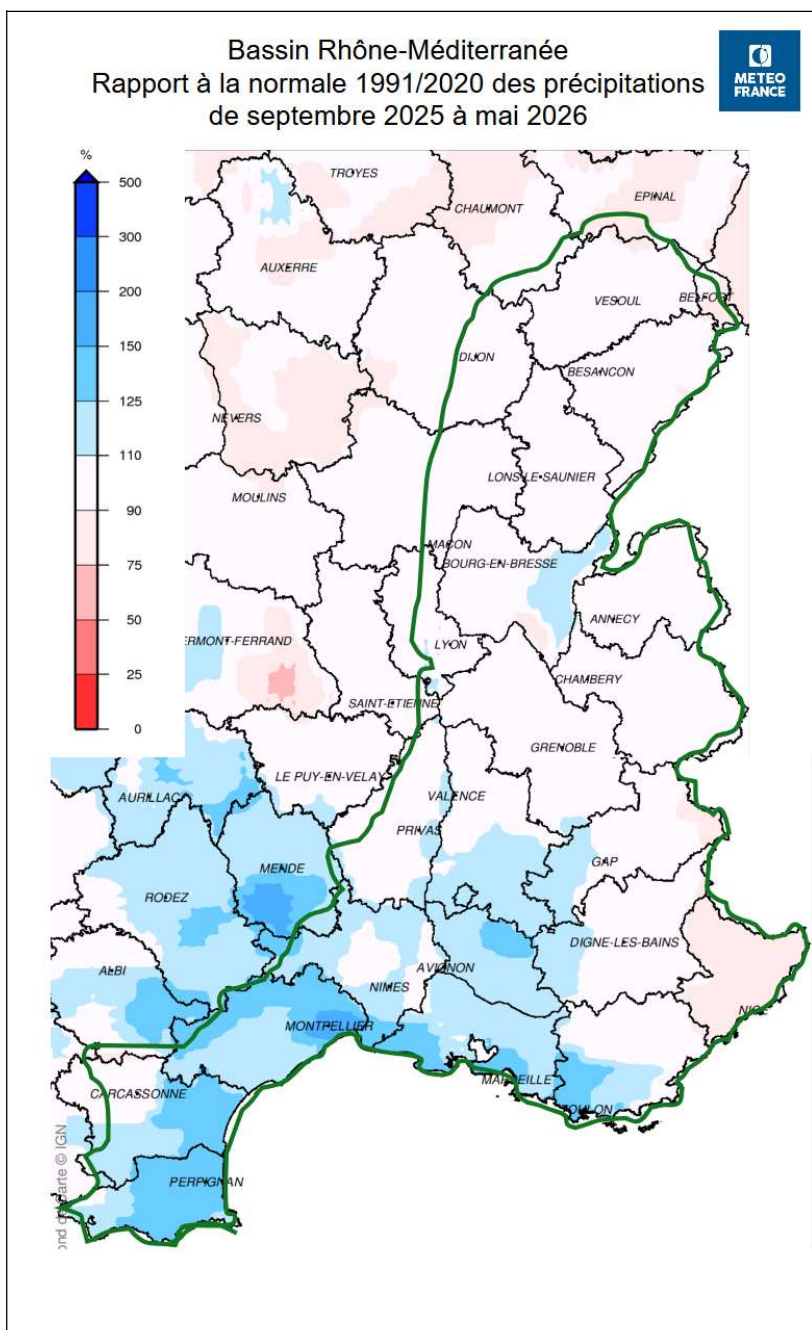 Bassin Rhône-Méditerranée
Rapport à la normale 1991/2020 des précipitations
de septembre 2025 à mai 2026
METEO
FRANCE
%
500
300
200
150
125
110
90
75
50
25
0
TROYES
CHAUMONT
EPINAL
AUXERRE
VESOUL
BELFORT
DIJON
BESANCON
NEVERS
LONS-LE-SAUNIER
MOULINS
MACON
BOURG-EN-BRESSE
ERMONT-FERRAND
LYON
ANNECY
SAINT-ETIENNE
CHAMBERY
GRENOBLE
LE PUY-EN-VELAY
AURILLAC
VALENCE
PRIVAS
MENDE
GAP
RODEZ
DIGNE-LES-BAINS
ALBI
AVIGNON
NIMES
NICE
MONTPELLIER
MARSEILLE
CARCASSONNE
TOULON
PERPIGNAN
ond de carte © IGN